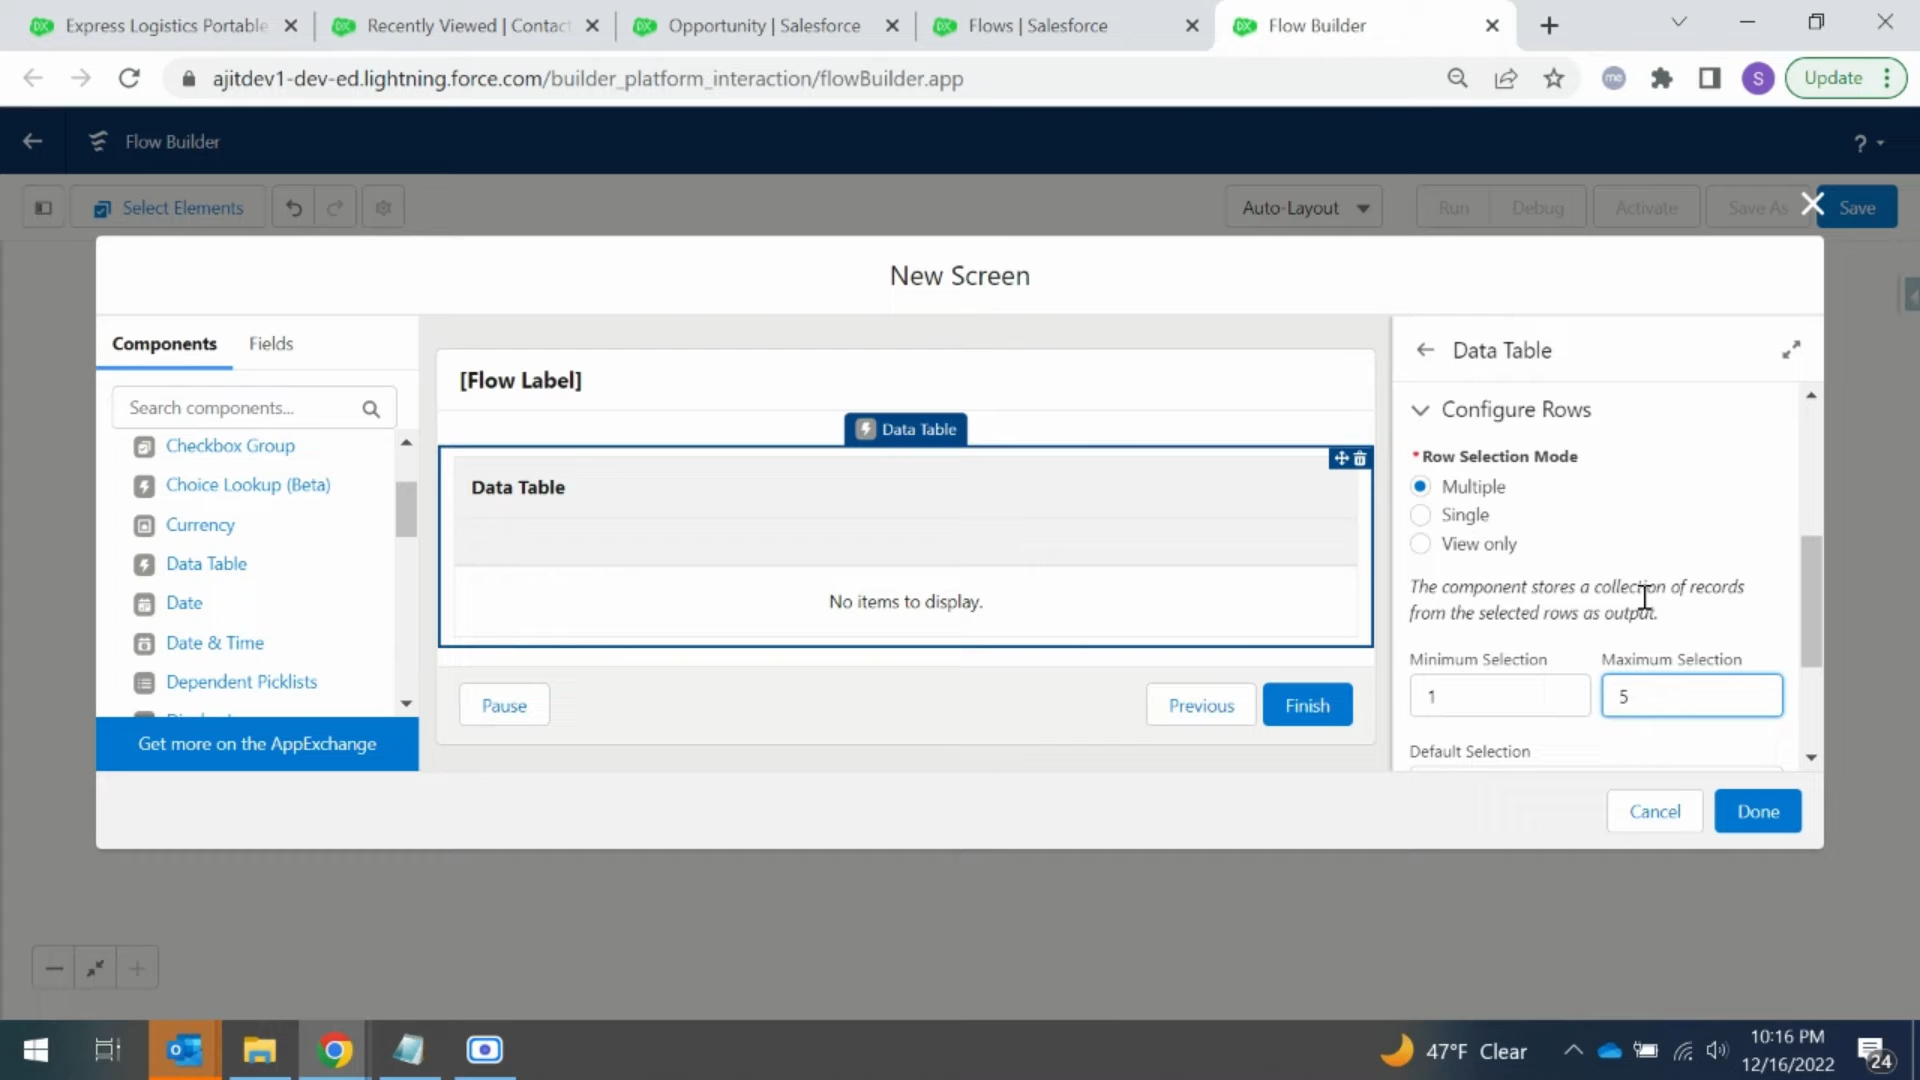 Express Logistics Portable
Recently Viewed | Contact
Opportunity | Salesforce
Flows | Salesforce
Flow Builder
ajitdev1-dev-ed.lightning.force.com/builder_platform_interaction/flowBuilder.app
me
S
Update
Flow Builder
?
Select Elements
Auto-Layout
Run
Debug
Activate
Save As
Save
New Screen
Components
Fields
Search components...
Checkbox Group
Choice Lookup (Beta)
Currency
Data Table
Date
Date & Time
Dependent Picklists
Get more on the AppExchange
[Flow Label]
Data Table
Data Table
No items to display.
Pause
Previous
Finish
Data Table
Configure Rows
*Row Selection Mode
Multiple
Single
View only
The component stores a collection of records
from the selected rows as output.
Minimum Selection
Maximum Selection
1
5
Default Selection
Cancel
Done
47°F Clear
10:16 PM
12/16/2022
24